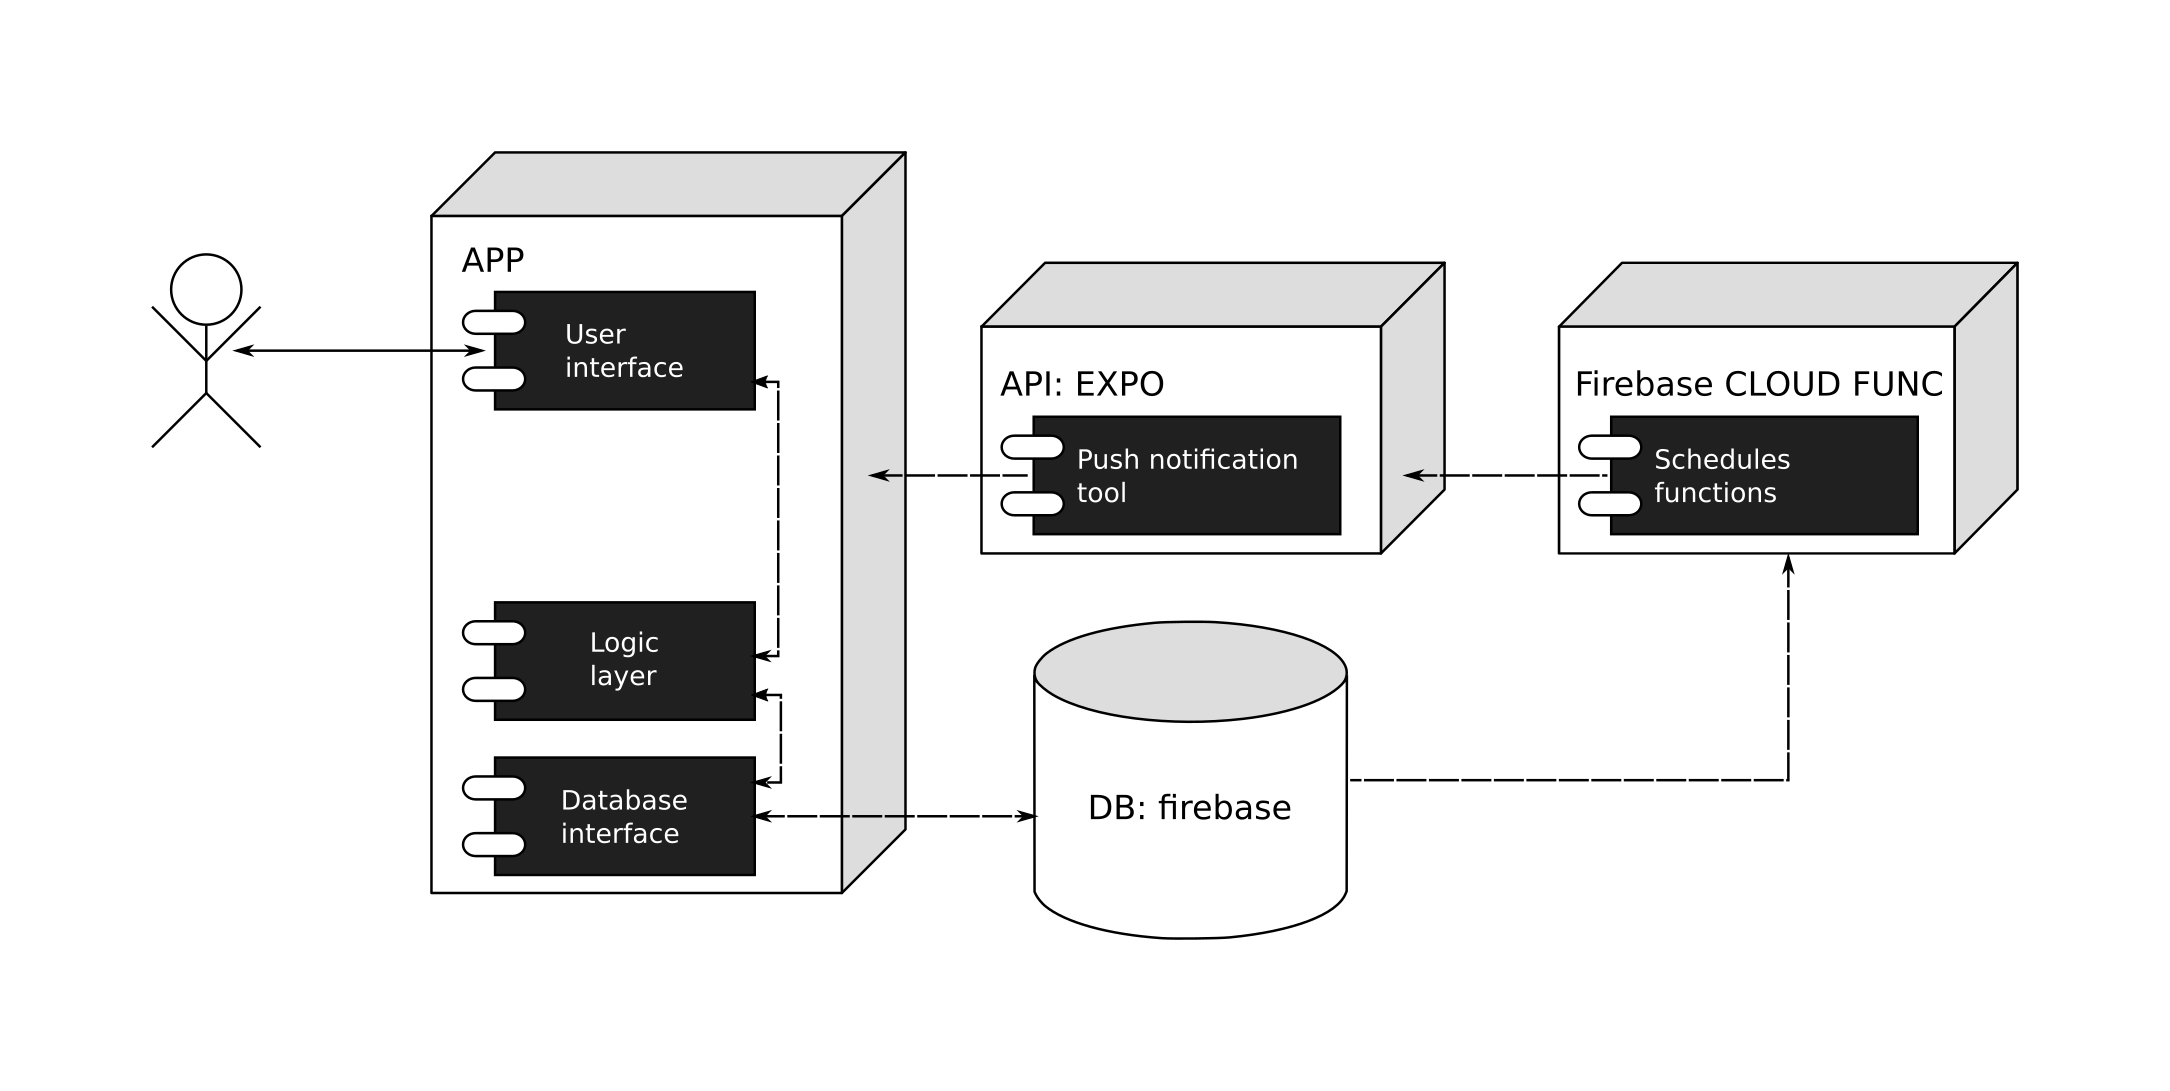 APP
User
interface
Logic
layer
Database
interface
API: EXPO
Push notification
tool
DB: firebase
Firebase CLOUD FUNC
Schedules
functions